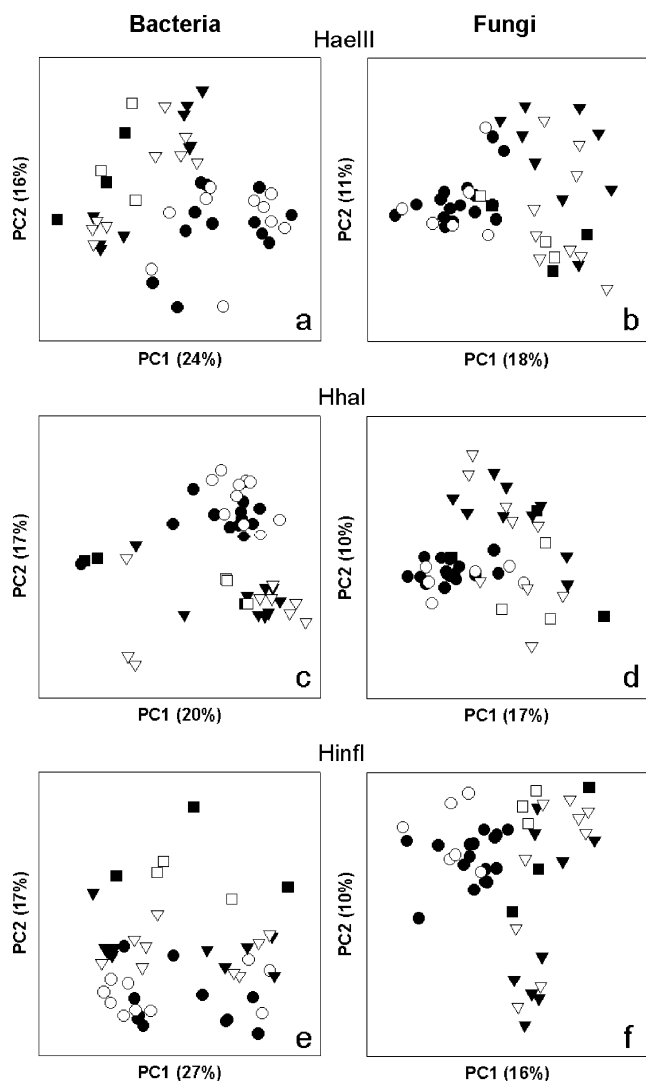 Bacteria
Fungi
HaeIII
PC2 (16%)
a
PC1 (24%)
PC2 (11%)
b
PC1 (18%)
HhaI
PC2 (17%)
c
PC1 (20%)
PC2 (10%)
d
PC1 (17%)
HinfI
PC2 (17%)
e
PC1 (27%)
PC2 (10%)
f
PC1 (16%)